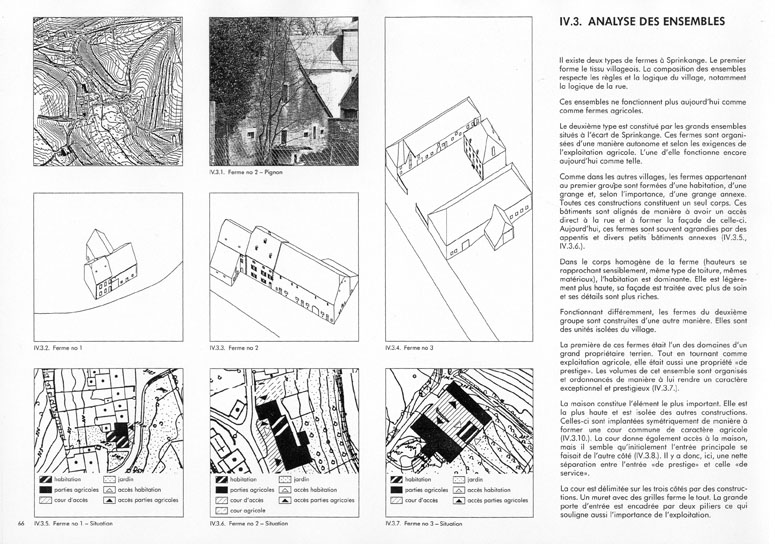 IV.3. ANALYSE DES ENSEMBLES
Il existe deux types de fermes à Sprinkange. Le premier
forme le tissu villageois. La composition des ensembles
respecte les règles et la logique du village, notamment
la logique de la rue.
Ces ensembles ne fonctionnent plus aujourd'hui comme
comme fermes agricoles.
Le deuxième type est constitué par les grands ensembles
situés à l'écart de Sprinkange. Ces fermes sont organi-
sées d'une manière autonome et selon les exigences de
l'exploitation agricole. L'une d'elle fonctionne encore
aujourd'hui comme telle.
Comme dans les autres villages, les fermes appartenant
au premier groupe sont formées d'une habitation, d'une
grange et, selon l'importance, d'une grande annexe.
Toutes ces constructions constituent un seul corps. Ces
bâtiments sont alignés de manière à avoir un accès
direct à la rue et à former la façade de celle-ci.
Aujourd'hui, ces fermes sont souvent agrandies par des
appentis et divers petits bâtiments annexes (IV.3.5.,
IV.3.6.).
Dans le corps homogène de la ferme (hauteurs se
rapprochant sensiblement, même type de toiture, mêmes
matériaux), l'habitation est dominante. Elle est légère-
ment plus haute, sa façade est traitée avec plus de soin
et ses détails sont plus riches.
Fonctionnant différemment, les fermes du deuxième
groupe sont construites d'une autre manière. Elles sont
des unités isolées du village.
La première de ces fermes était l'un des domaines d'un
grand propriétaire terrien. Tout en tournant comme
exploitation agricole, elle était aussi une propriété «de
prestige». Les volumes de cet ensemble sont organisés
et ordonnancés de manière à lui rendre un caractère
exceptionnel et prestigieux (IV.3.7.).
La maison constitue l'élément le plus important. Elle est
la plus haute et est isolée des autres constructions.
Celles-ci sont implantées symétriquement de manière à
former une cour commune de caractère agricole
(IV.3.10.). La cour donne également accès à la maison,
mais il semble qu'initialement l'entrée principale se
faisait de l'autre côté (IV.3.8.). Il y a donc, ici, une nette
séparation entre l'entrée «de prestige» et celle «de
service».
La cour est délimitée sur les trois côtés par des construc-
tions. Un muret avec des grilles ferme le tout. La grande
porte d'entrée est encadrée par deux piliers ce qui
souligne aussi l'importance de l'exploitation.
IV.3.1. Ferme no 2 – Pignon
IV.3.2. Ferme no 1
IV.3.3. Ferme no 2
IV.3.4. Ferme no 3
habitation
jardin
parties agricoles
accès habitation
cour d'accès
accès parties agricoles
habitation
jardin
parties agricoles
accès habitation
cour d'accès
accès parties agricoles
cour agricole
habitation
jardin
parties agricoles
accès habitation
cour d'accès
accès parties agricoles
66
IV.3.5. Ferme no 1 – Situation
IV.3.6. Ferme no 2 – Situation
IV.3.7. Ferme no 3 – Situation